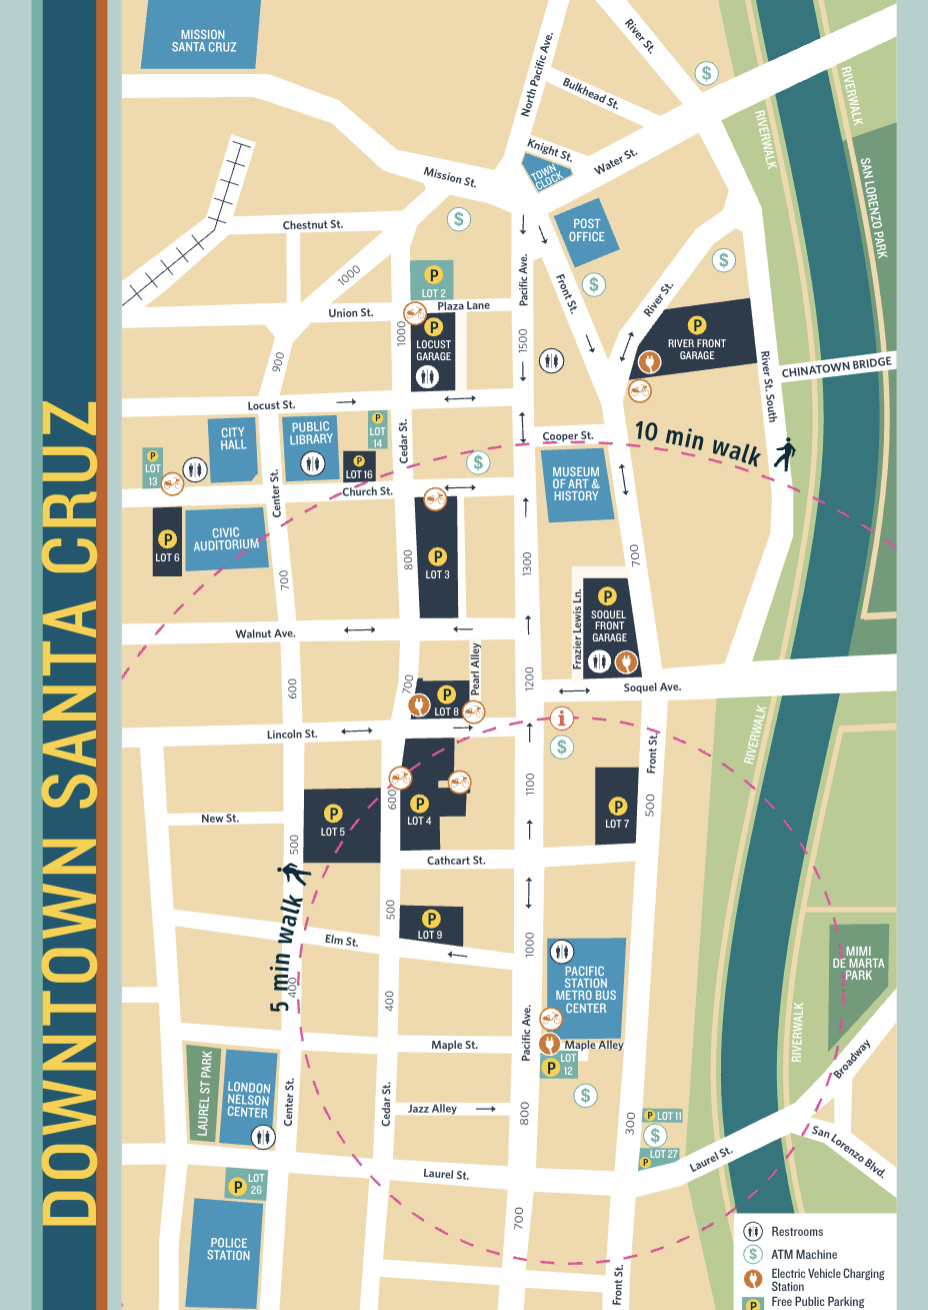 DOWNTOWN SANTA CRUZ
MISSION
SANTA CRUZ
River St.
North Pacific Ave.
$
Bulkhead St.
RIVERWALK
RIVERWALK
Knight St.
Water St.
TOWN
CLOCK
Mission St.
SAN LORENZO PARK
Chestnut St.
$
POST
OFFICE
1000
P
LOT 2
Pacific Ave.
Front St.
$
$
River St.
Union St.
Plaza Lane
1000
P
LOCUST
GARAGE
1500
P
RIVER FRONT
GARAGE
900
River St. South
CHINATOWN BRIDGE
Locust St.
CITY
HALL
PUBLIC
LIBRARY
P
LOT
14
Cedar St.
Cooper St.
10 min walk
P
LOT
13
P
LOT 16
$
MUSEUM
OF ART &
HISTORY
Center St.
Church St.
P
LOT 6
CIVIC
AUDITORIUM
P
LOT 3
800
1300
700
700
P
SOQUEL
FRONT
GARAGE
Frazier Lewis Ln.
Walnut Ave.
Pearl Alley
700
600
P
LOT 8
1200
Soquel Ave.
Lincoln St.
i
$
Front St.
RIVERWALK
600
P
LOT 4
1100
P
LOT 7
500
New St.
P
LOT 5
500
Cathcart St.
5 min walk
500
P
LOT 9
Elm St.
1000
400
400
PACIFIC
STATION
METRO BUS
CENTER
MIMI
DE MARTA
PARK
RIVERWALK
Pacific Ave.
Maple St.
Maple Alley
P
LOT
12
Broadway
LAUREL ST PARK
LONDON
NELSON
CENTER
Center St.
Cedar St.
Jazz Alley
800
$
300
P LOT 11
$
P LOT 27
San Lorenzo Blvd.
Laurel St.
Laurel St.
P
LOT
26
700
POLICE
STATION
Front St.
Restrooms
$ ATM Machine
Electric Vehicle Charging
Station
P Free Public Parking